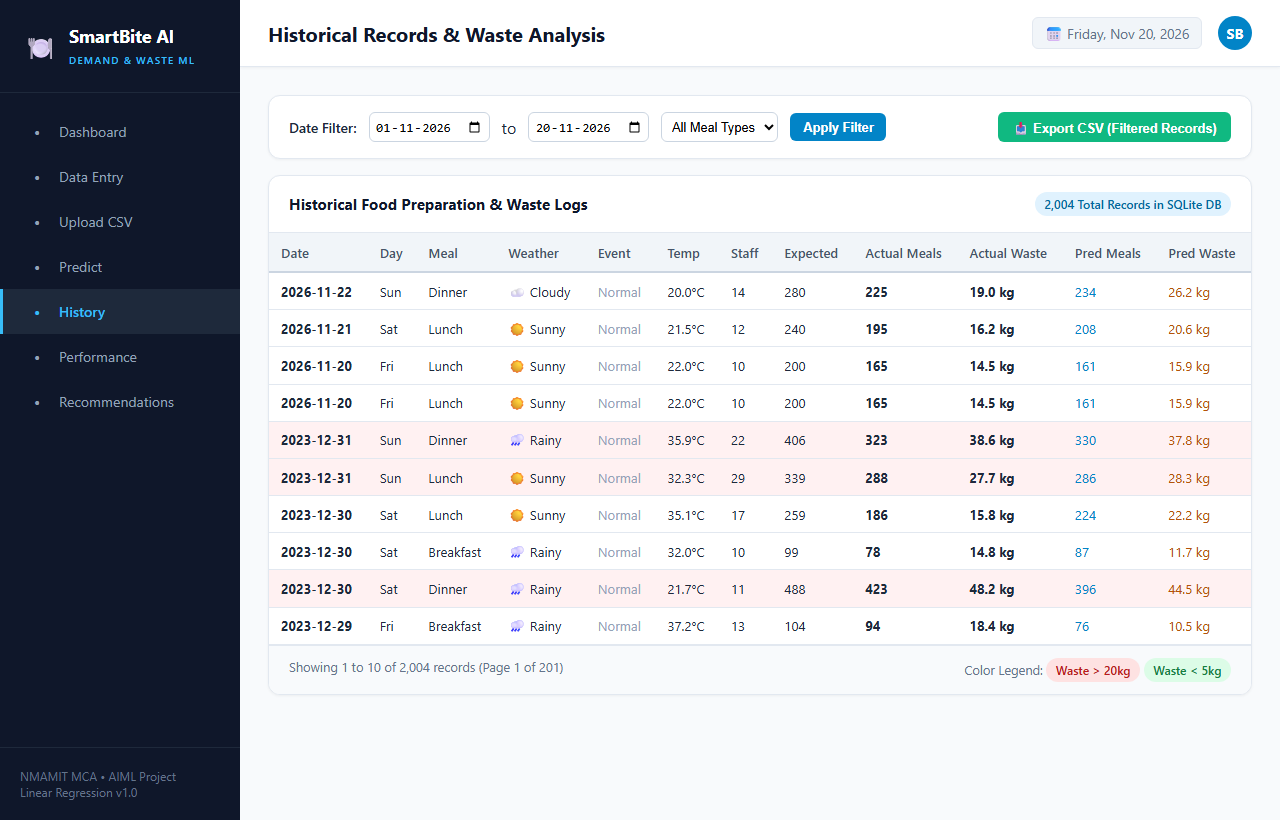 SmartBite AI
DEMAND & WASTE ML
• Dashboard
• Data Entry
• Upload CSV
• Predict
• History
• Performance
• Recommendations
NMAMIT MCA • AIML Project
Linear Regression v1.0
Historical Records & Waste Analysis
Friday, Nov 20, 2026
SB
Date Filter: 01-11-2026 to 20-11-2026 All Meal Types Apply Filter Export CSV (Filtered Records)
Historical Food Preparation & Waste Logs
2,004 Total Records in SQLite DB
Date Day Meal Weather Event Temp Staff Expected Actual Meals Actual Waste Pred Meals Pred Waste
2026-11-22 Sun Dinner Cloudy Normal 20.0°C 14 280 225 19.0 kg 234 26.2 kg
2026-11-21 Sat Lunch Sunny Normal 21.5°C 12 240 195 16.2 kg 208 20.6 kg
2026-11-20 Fri Lunch Sunny Normal 22.0°C 10 200 165 14.5 kg 161 15.9 kg
2026-11-20 Fri Lunch Sunny Normal 22.0°C 10 200 165 14.5 kg 161 15.9 kg
2023-12-31 Sun Dinner Rainy Normal 35.9°C 22 406 323 38.6 kg 330 37.8 kg
2023-12-31 Sun Lunch Sunny Normal 32.3°C 29 339 288 27.7 kg 286 28.3 kg
2023-12-30 Sat Lunch Sunny Normal 35.1°C 17 259 186 15.8 kg 224 22.2 kg
2023-12-30 Sat Breakfast Rainy Normal 32.0°C 10 99 78 14.8 kg 87 11.7 kg
2023-12-30 Sat Dinner Rainy Normal 21.7°C 11 488 423 48.2 kg 396 44.5 kg
2023-12-29 Fri Breakfast Rainy Normal 37.2°C 13 104 94 18.4 kg 76 10.5 kg
Showing 1 to 10 of 2,004 records (Page 1 of 201)
Color Legend: Waste > 20kg Waste < 5kg